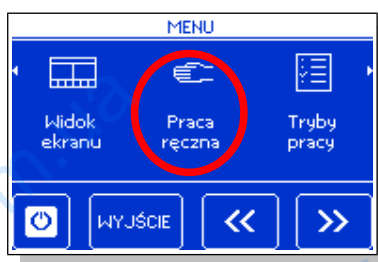 MENU
Widok ekranu
Praca ręczna
Tryby pracy
WYJŚCIE
<<
>>